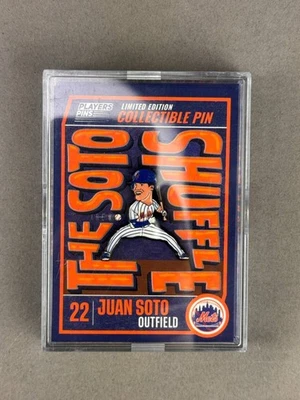 PLAYERS PINS
LIMITED EDITION
COLLECTIBLE PIN
THE SOTO
SHUFFLE
22
JUAN SOTO
OUTFIELD
Mets